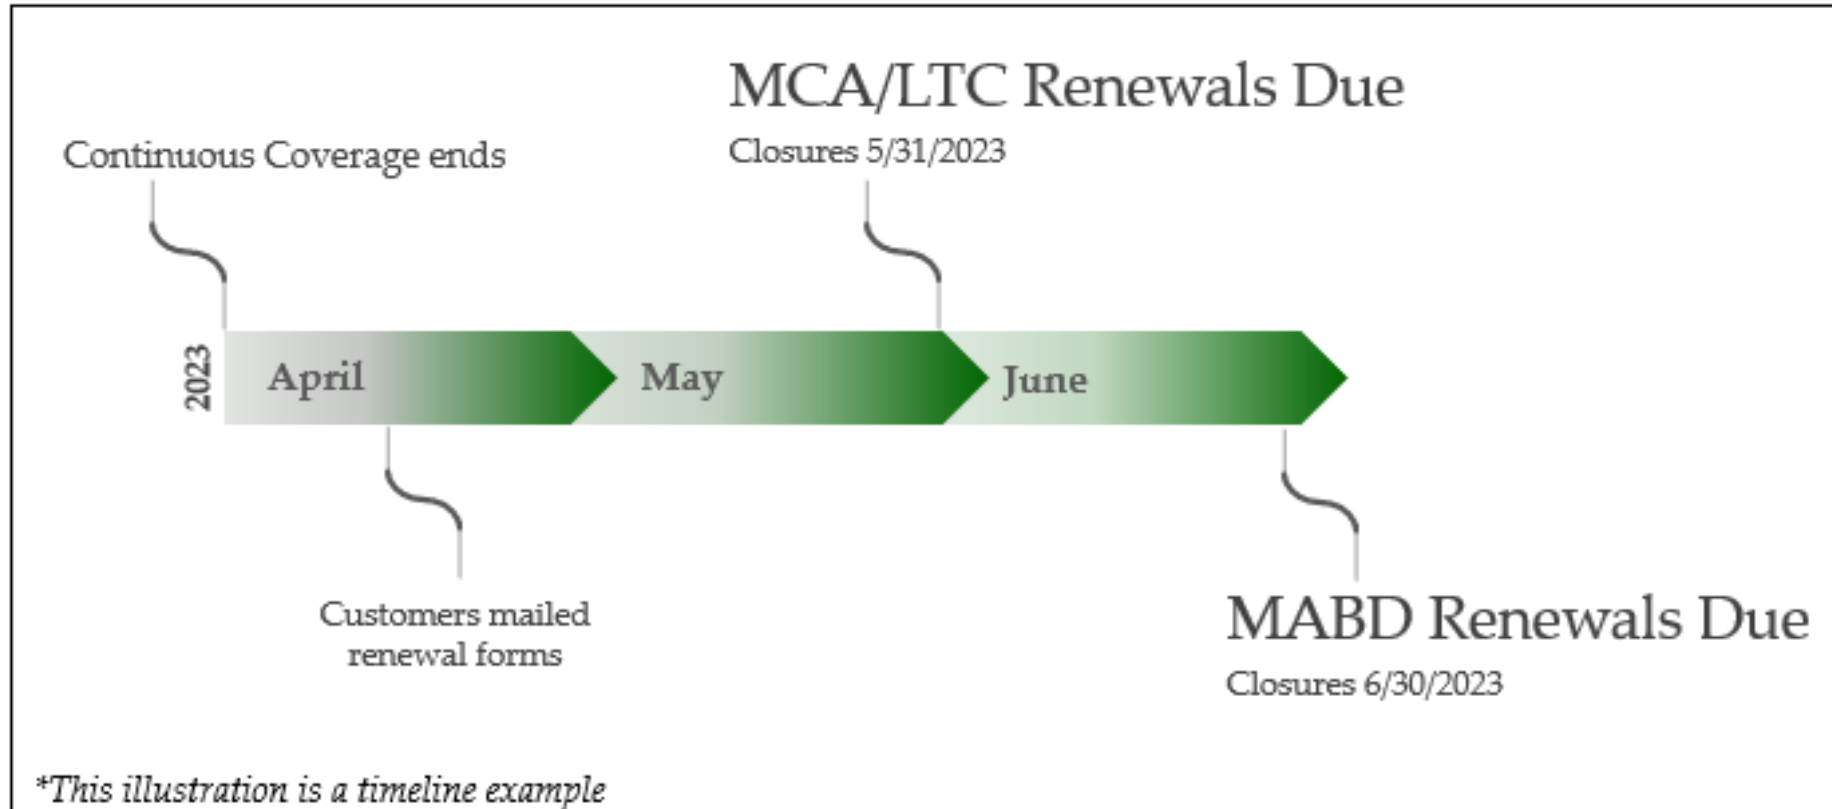 MCA/LTC Renewals Due
Closures 5/31/2023
Continuous Coverage ends
2023
April
May
June
Customers mailed
renewal forms
MABD Renewals Due
Closures 6/30/2023
*This illustration is a timeline example